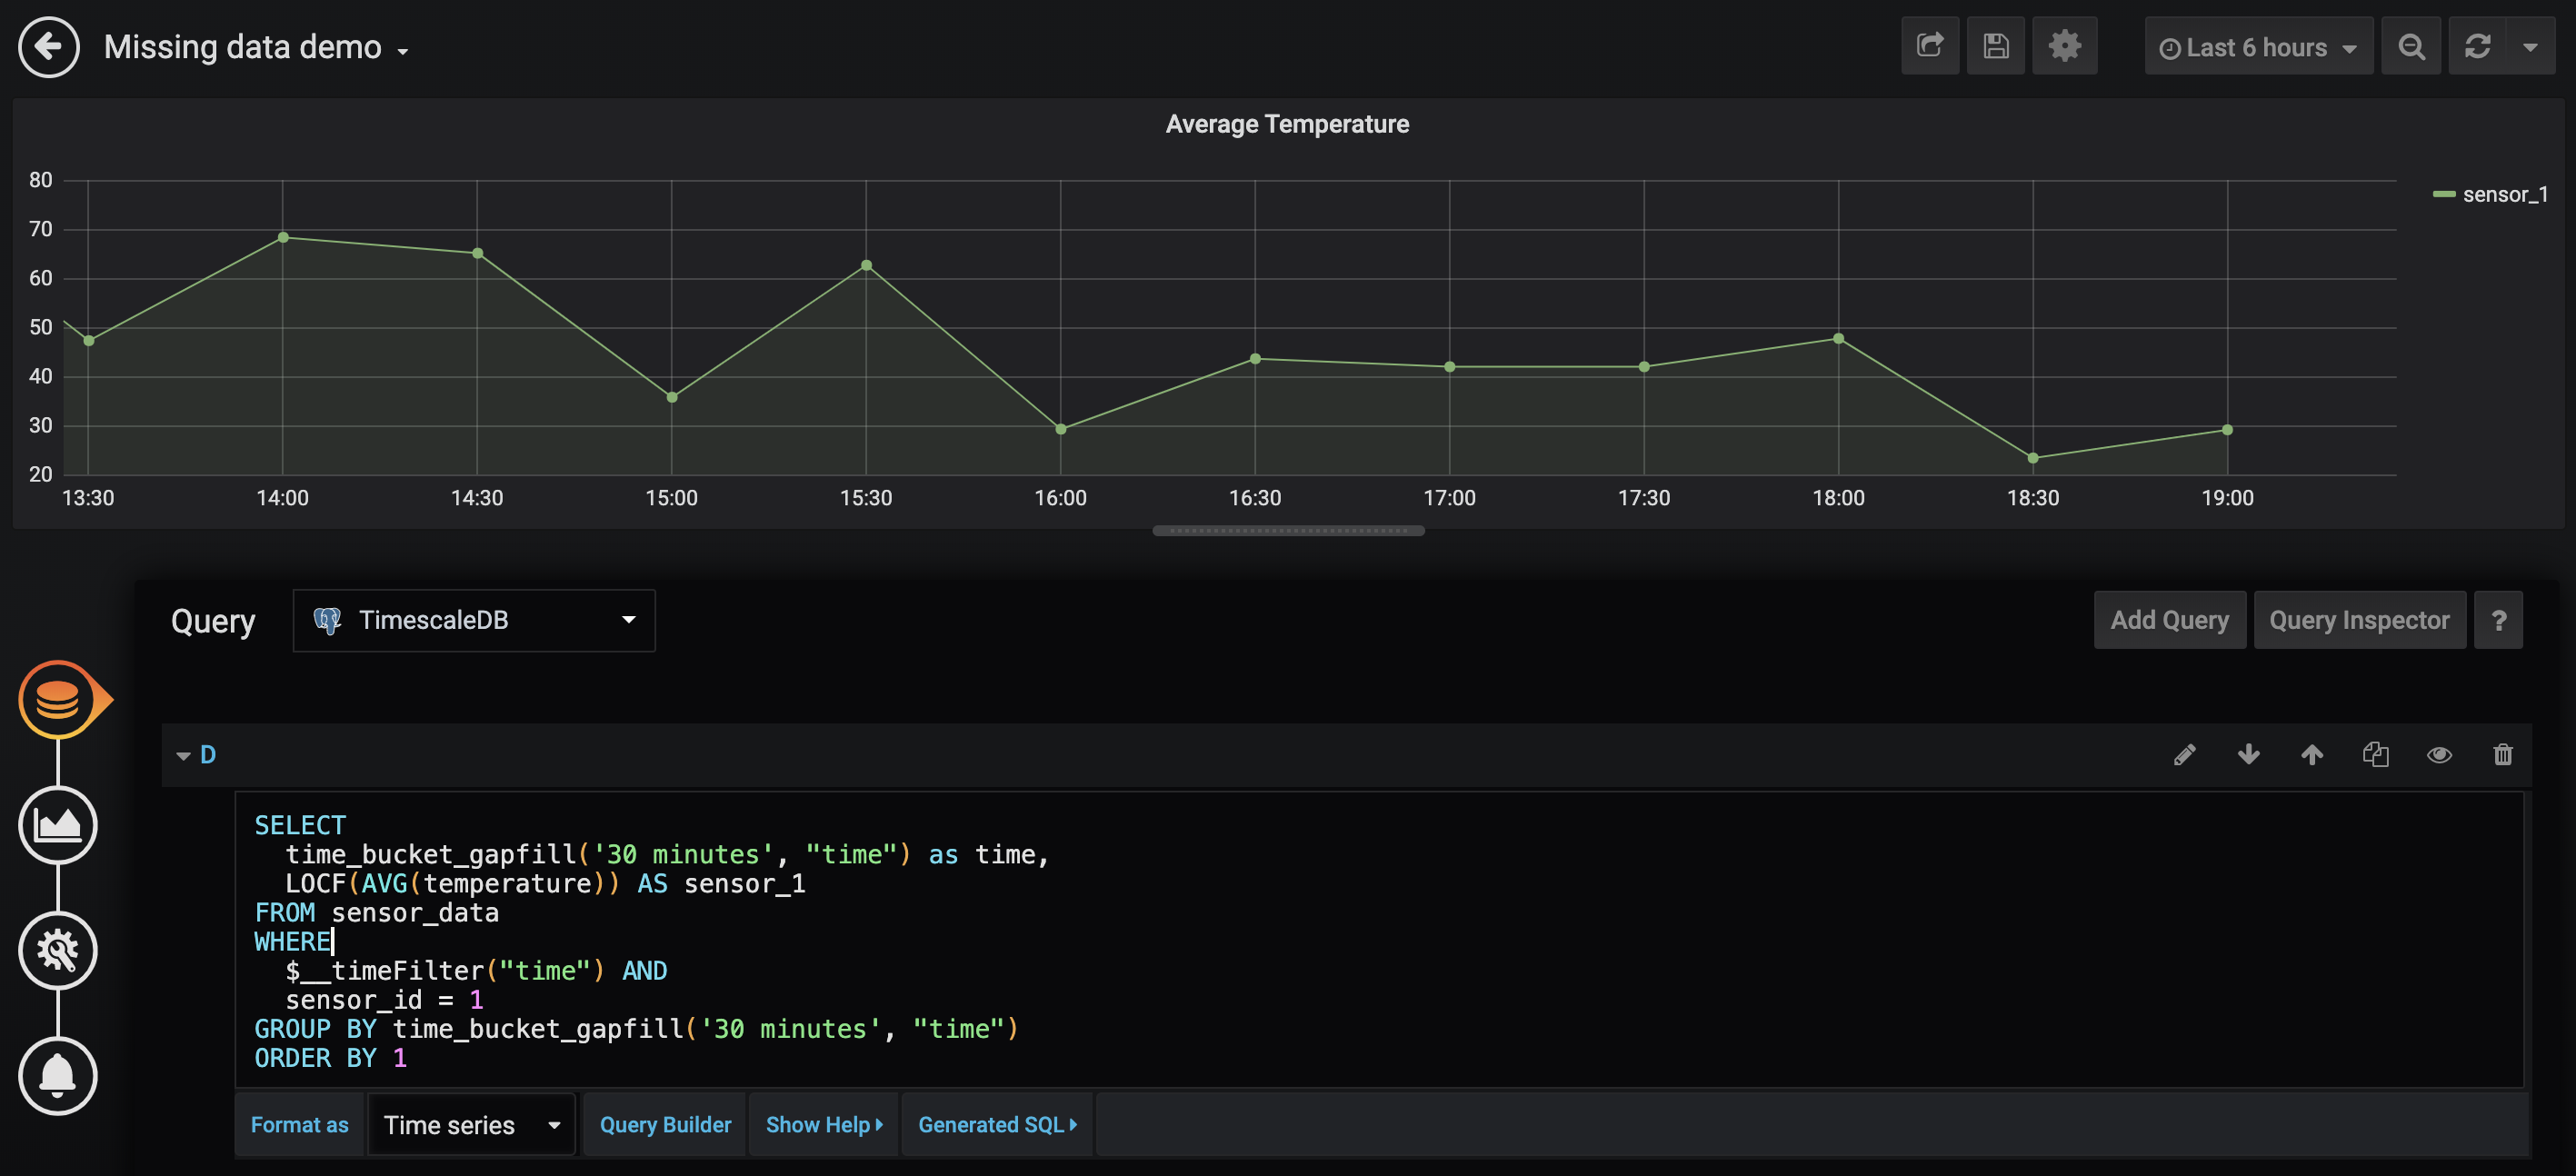 Missing data demo
Last 6 hours
Average Temperature
80
70
60
50
40
30
20
sensor_1
13:30 14:00 14:30 15:00 15:30 16:00 16:30 17:00 17:30 18:00 18:30 19:00
Query TimescaleDB Add Query Query Inspector ?
D
SELECT
  time_bucket_gapfill('30 minutes', "time") as time,
  LOCF(AVG(temperature)) AS sensor_1
FROM sensor_data
WHERE
  $__timeFilter("time") AND
  sensor_id = 1
GROUP BY time_bucket_gapfill('30 minutes', "time")
ORDER BY 1
Format as Time series Query Builder Show Help Generated SQL